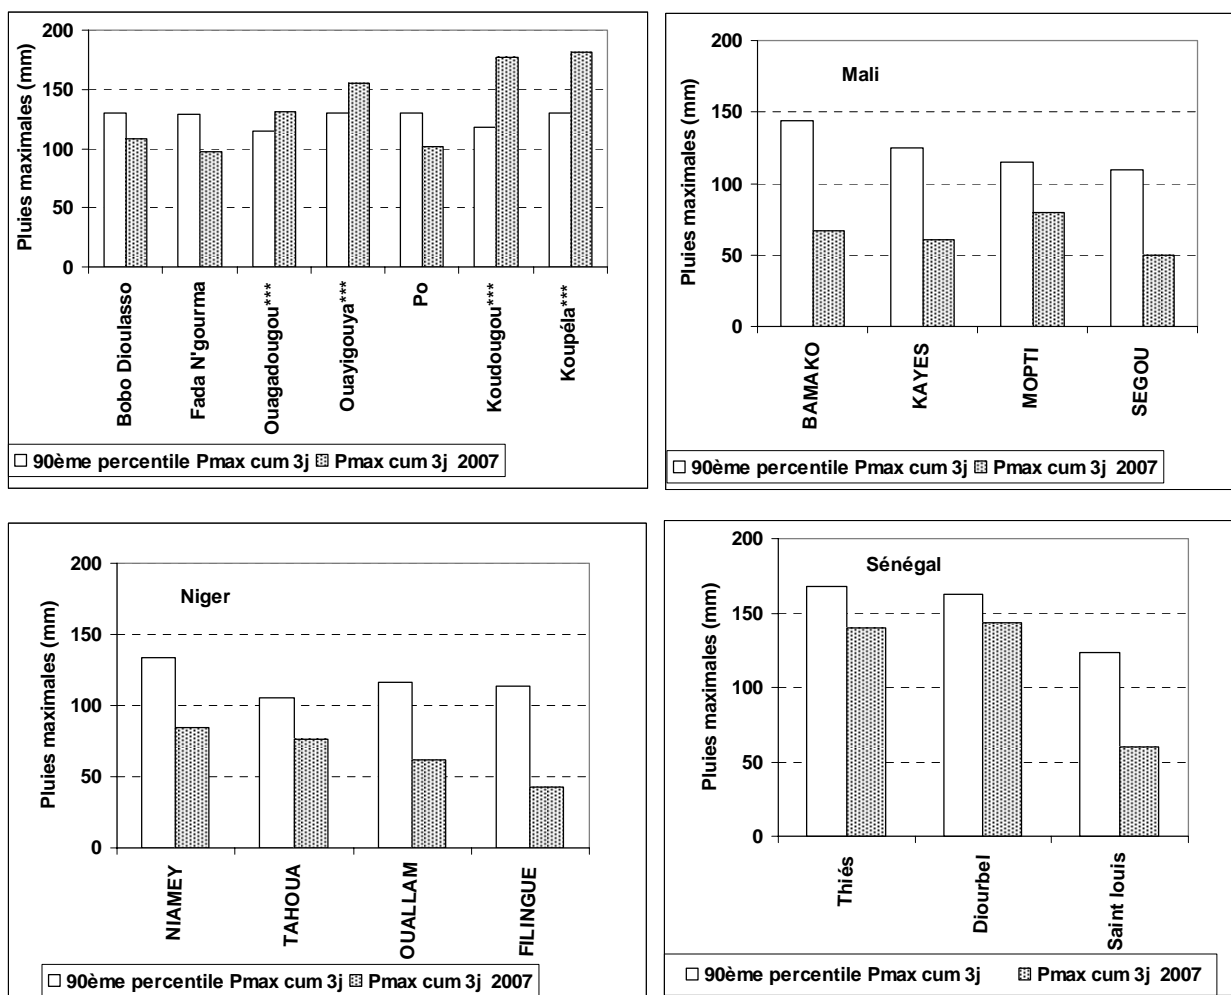 Pluies maximales (mm)
200
150
100
50
0
Bobo Dioulasso
Fada N'gourma
Ouagadougou***
Ouayigouya***
Po
Koudougou***
Koupéla***
90ème percentile Pmax cum 3j
Pmax cum 3j 2007
Mali
Pluies maximales (mm)
200
150
100
50
0
BAMAKO
KAYES
MOPTI
SEGOU
90ème percentile Pmax cum 3j
Pmax cum 3j 2007
Niger
Pluies maximales (mm)
200
150
100
50
0
NIAMEY
TAHOUA
OUALLAM
FILINGUE
90ème percentile Pmax cum 3j
Pmax cum 3j 2007
Sénégal
Pluies maximales (mm)
200
150
100
50
0
Thiés
Diourbel
Saint louis
90ème percentile Pmax cum 3j
Pmax cum 3j 2007